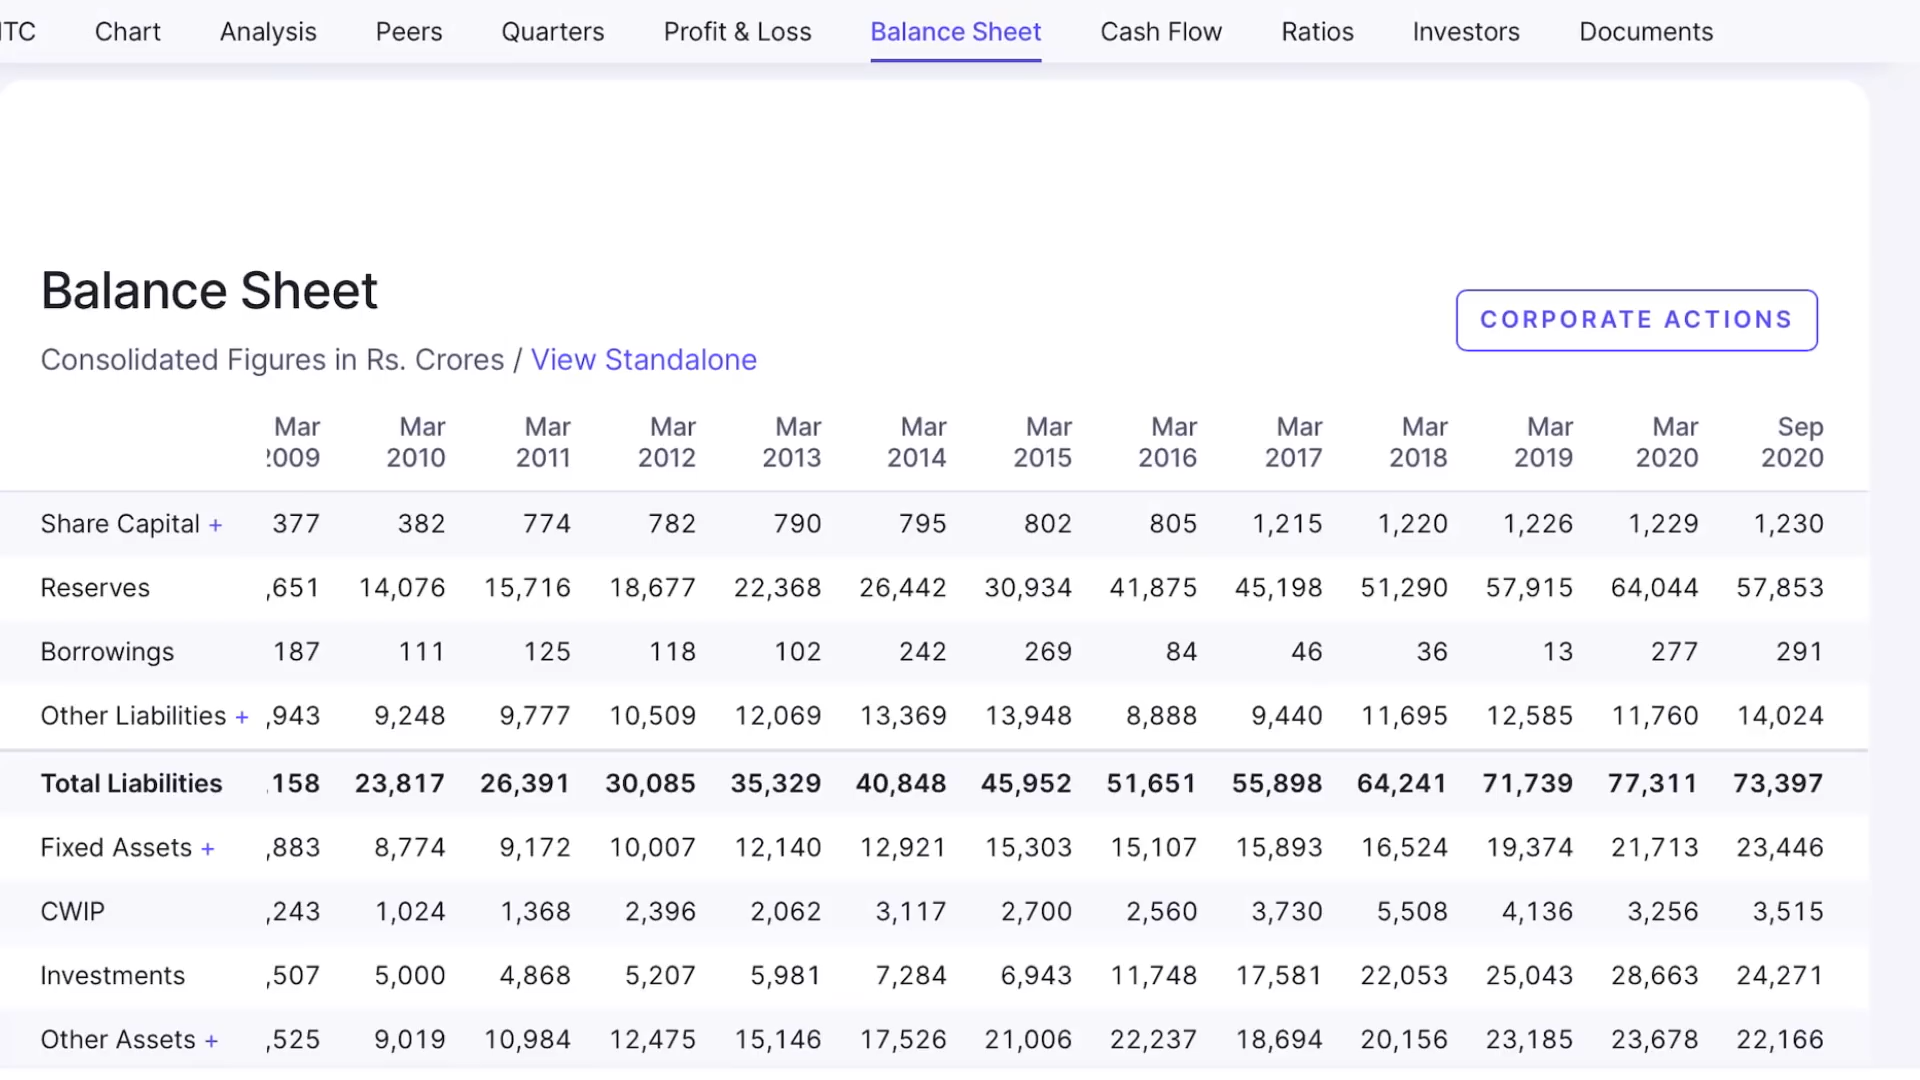 ITC Chart Analysis Peers Quarters Profit & Loss Balance Sheet Cash Flow Ratios Investors Documents
Balance Sheet
CORPORATE ACTIONS
Consolidated Figures in Rs. Crores / View Standalone
Mar Mar Mar Mar Mar Mar Mar Mar Mar Mar Mar Mar Sep
2009 2010 2011 2012 2013 2014 2015 2016 2017 2018 2019 2020 2020
Share Capital + 377 382 774 782 790 795 802 805 1,215 1,220 1,226 1,229 1,230
Reserves ,651 14,076 15,716 18,677 22,368 26,442 30,934 41,875 45,198 51,290 57,915 64,044 57,853
Borrowings 187 111 125 118 102 242 269 84 46 36 13 277 291
Other Liabilities + ,943 9,248 9,777 10,509 12,069 13,369 13,948 8,888 9,440 11,695 12,585 11,760 14,024
Total Liabilities ,158 23,817 26,391 30,085 35,329 40,848 45,952 51,651 55,898 64,241 71,739 77,311 73,397
Fixed Assets + ,883 8,774 9,172 10,007 12,140 12,921 15,303 15,107 15,893 16,524 19,374 21,713 23,446
CWIP ,243 1,024 1,368 2,396 2,062 3,117 2,700 2,560 3,730 5,508 4,136 3,256 3,515
Investments ,507 5,000 4,868 5,207 5,981 7,284 6,943 11,748 17,581 22,053 25,043 28,663 24,271
Other Assets + ,525 9,019 10,984 12,475 15,146 17,526 21,006 22,237 18,694 20,156 23,185 23,678 22,166